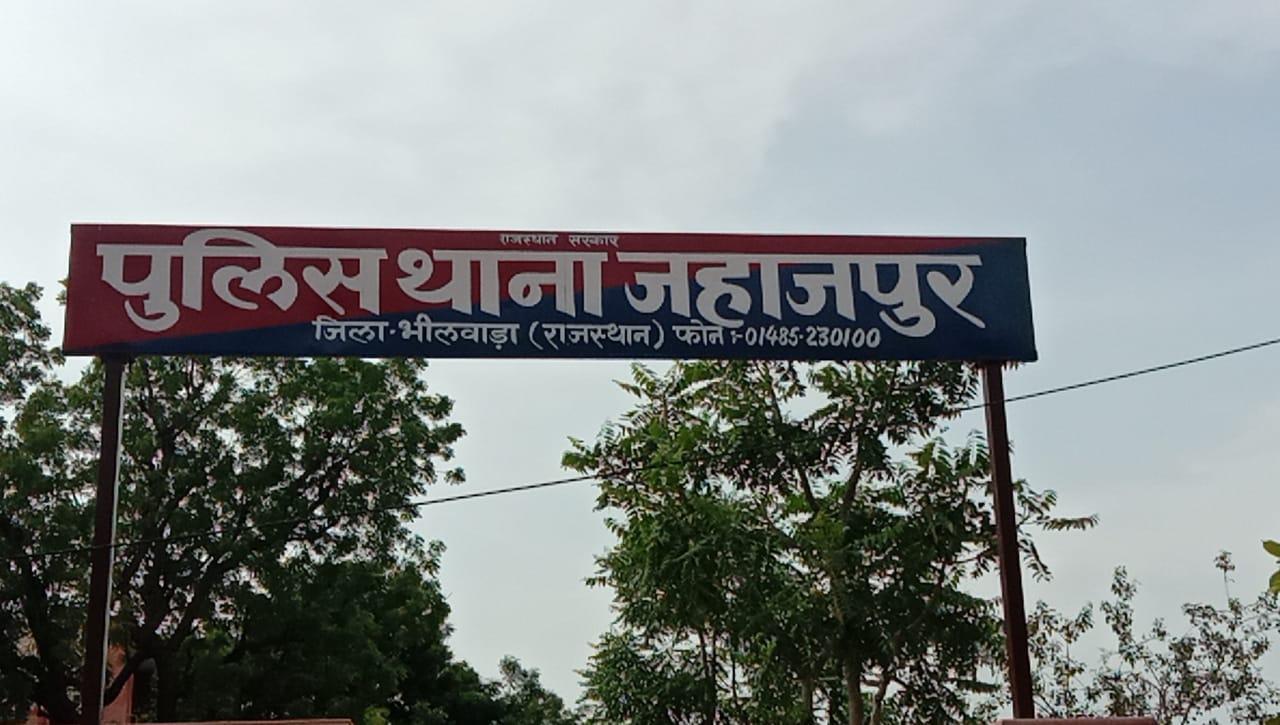 राजस्थान सरकार
पुलिस थाना जहाजपुर
जिला-भीलवाड़ा (राजस्थान) फोन :-01485-230100